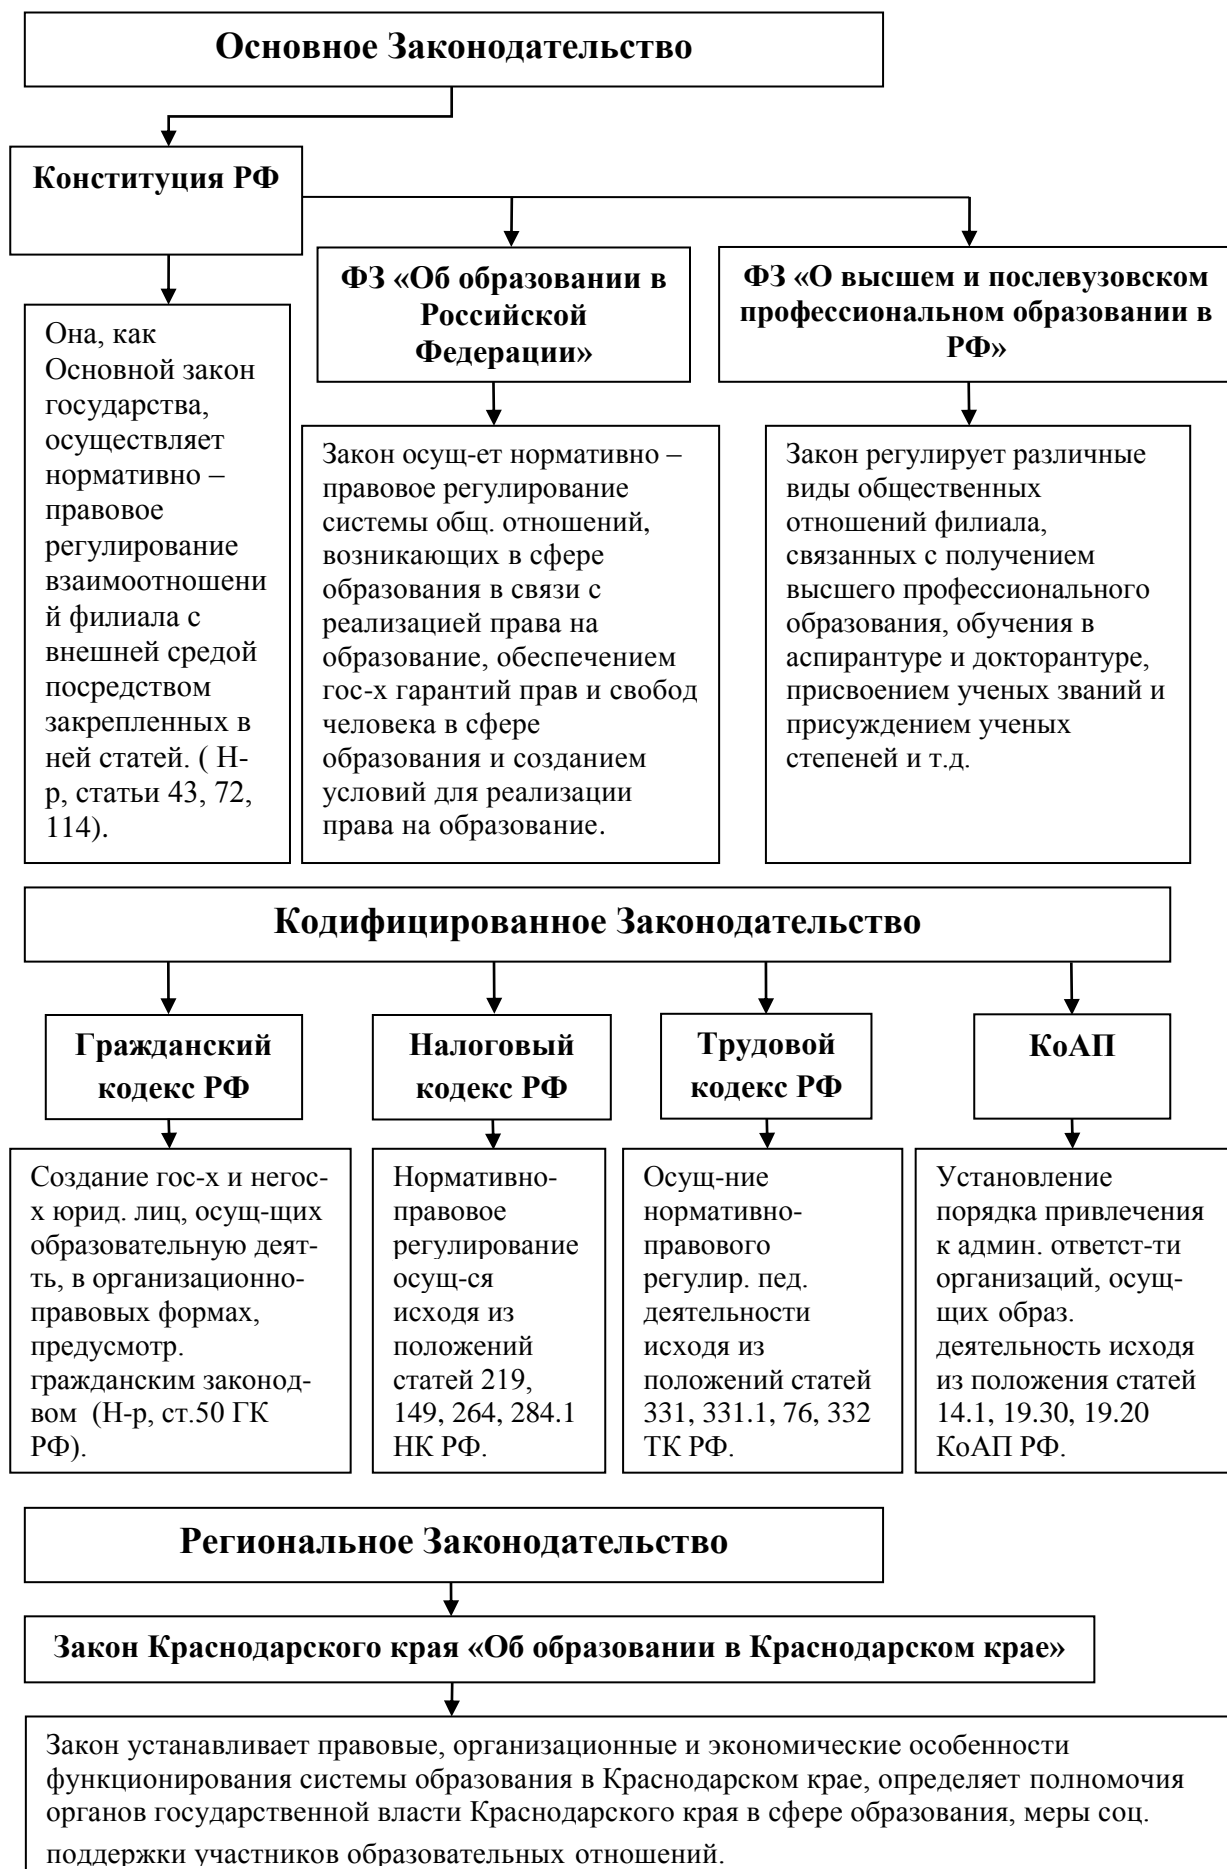 Основное Законодательство
Конституция РФ
ФЗ «Об образовании в
Российской
Федерации»
ФЗ «О высшем и послевузовском
профессиональном образовании в
РФ»
Она, как
Основной закон
государства,
осуществляет
нормативно –
правовое
регулирование
взаимоотношени
й филиала с
внешней средой
посредством
закрепленных в
ней статей. ( Н-
р, статьи 43, 72,
114).
Закон осущ-ет нормативно –
правовое регулирование
системы общ. отношений,
возникающих в сфере
образования в связи с
реализацией права на
образование, обеспечением
гос-х гарантий прав и свобод
человека в сфере
образования и созданием
условий для реализации
права на образование.
Закон регулирует различные
виды общественных
отношений филиала,
связанных с получением
высшего профессионального
образования, обучения в
аспирантуре и докторантуре,
присвоением ученых званий и
присуждением ученых
степеней и т.д.
Кодифицированное Законодательство
Гражданский
кодекс РФ
Налоговый
кодекс РФ
Трудовой
кодекс РФ
КоАП
Создание гос-х и негос-
х юрид. лиц, осущ-щих
образовательную деят-
ть, в организационно-
правовых формах,
предусмотр.
гражданским законод-
вом (Н-р, ст.50 ГК
РФ).
Нормативно-
правовое
регулирование
осущ-ся
исходя из
положений
статей 219,
149, 264, 284.1
НК РФ.
Осущ-ние
нормативно-
правового
регулир. пед.
деятельности
исходя из
положений статей
331, 331.1, 76, 332
ТК РФ.
Установление
порядка привлечения
к админ. ответст-ти
организаций, осущ-
щих образ.
деятельность исходя
из положения статей
14.1, 19.30, 19.20
КоАП РФ.
Региональное Законодательство
Закон Краснодарского края «Об образовании в Краснодарском крае»
Закон устанавливает правовые, организационные и экономические особенности
функционирования системы образования в Краснодарском крае, определяет полномочия
органов государственной власти Краснодарского края в сфере образования, меры соц.
поддержки участников образовательных отношений.